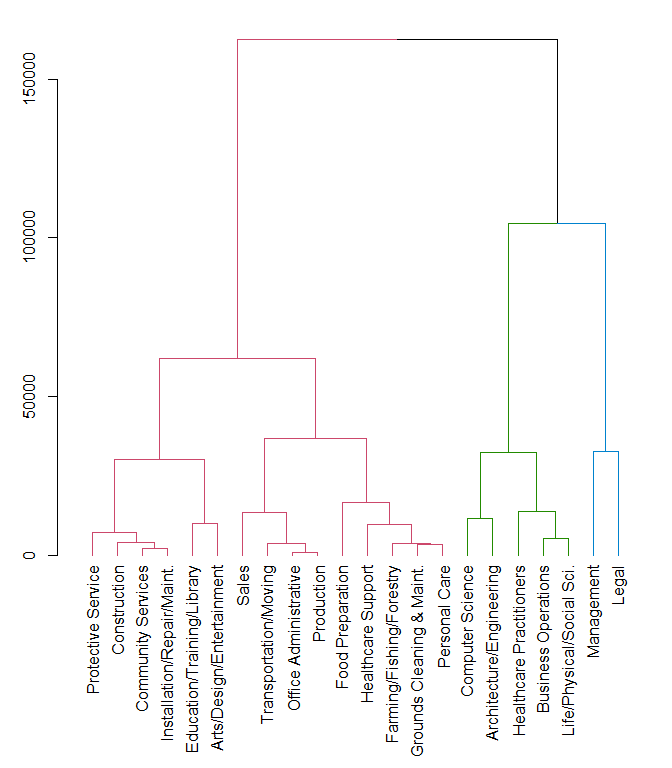 150000
100000
50000
0
Protective Service
Construction
Community Services
Installation/Repair/Maint.
Education/Training/Library
Arts/Design/Entertainment
Sales
Transportation/Moving
Office Administrative
Production
Food Preparation
Healthcare Support
Farming/Fishing/Forestry
Grounds Cleaning & Maint.
Personal Care
Computer Science
Architecture/Engineering
Healthcare Practitioners
Business Operations
Life/Physical/Social Sci.
Management
Legal